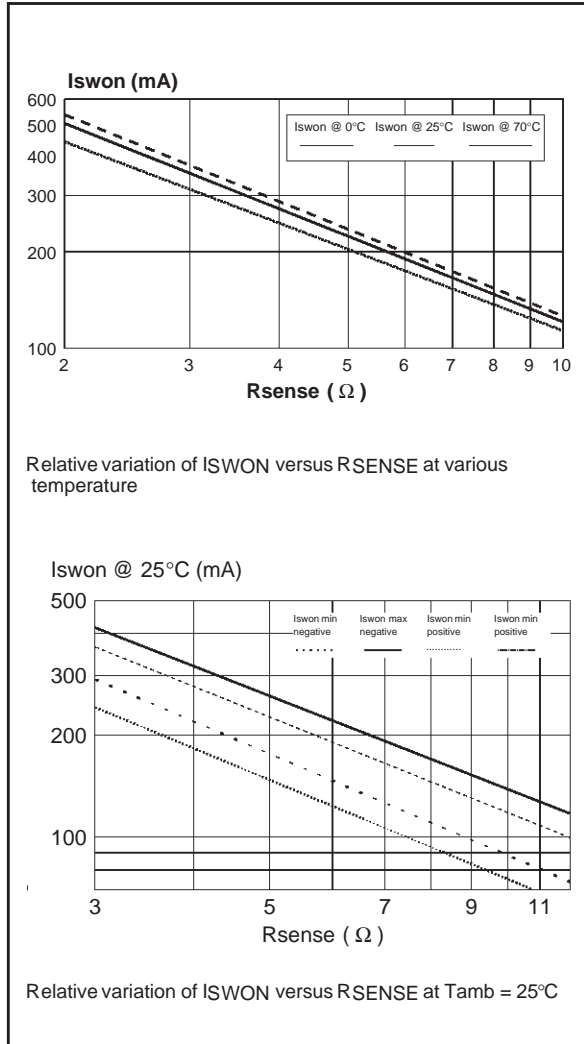 Iswon (mA)
600
500
400
300
200
100
Iswon @ 0°C Iswon @ 25°C Iswon @ 70°C
2 3 4 5 6 7 8 9 10
Rsense ( Ω )
Relative variation of ISWON versus RSENSE at various
temperature
Iswon @ 25°C (mA)
500
300
200
100
Iswon min negative Iswon max negative Iswon min positive Iswon min positive
3 5 7 9 11
Rsense ( Ω )
Relative variation of ISWON versus RSENSE at Tamb = 25°C